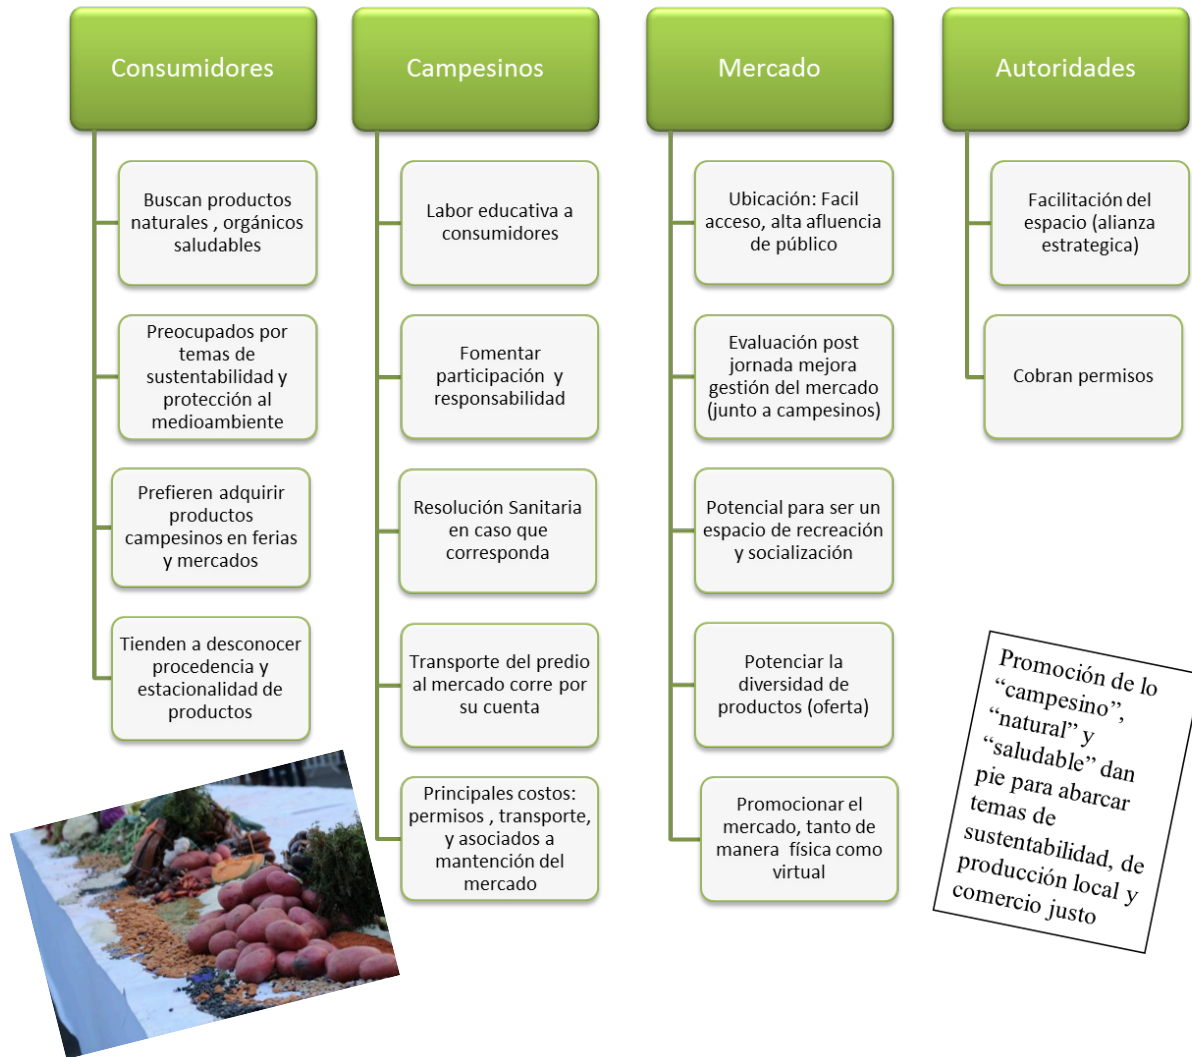 Consumidores
Buscan productos
naturales , orgánicos
saludables
Preocupados por
temas de
sustentabilidad y
protección al
medioambiente
Prefieren adquirir
productos
campesinos en ferias
y mercados
Tienden a desconocer
procedencia y
estacionalidad de
productos
Campesinos
Labor educativa a
consumidores
Fomentar
participación y
responsabilidad
Resolución Sanitaria
en caso que
corresponda
Transporte del predio
al mercado corre por
su cuenta
Principales costos:
permisos , transporte,
y asociados a
mantención del
mercado
Mercado
Ubicación: Facil
acceso, alta afluencia
de público
Evaluación post
jornada mejora
gestión del mercado
(junto a campesinos)
Potencial para ser un
espacio de recreación
y socialización
Potenciar la
diversidad de
productos (oferta)
Promocionar el
mercado, tanto de
manera física como
virtual
Autoridades
Facilitación del
espacio (alianza
estrategica)
Cobran permisos
Promoción de lo
“campesino”,
“natural” y
“saludable” dan
pie para abarcar
temas de
sustentabilidad, de
producción local y
comercio justo